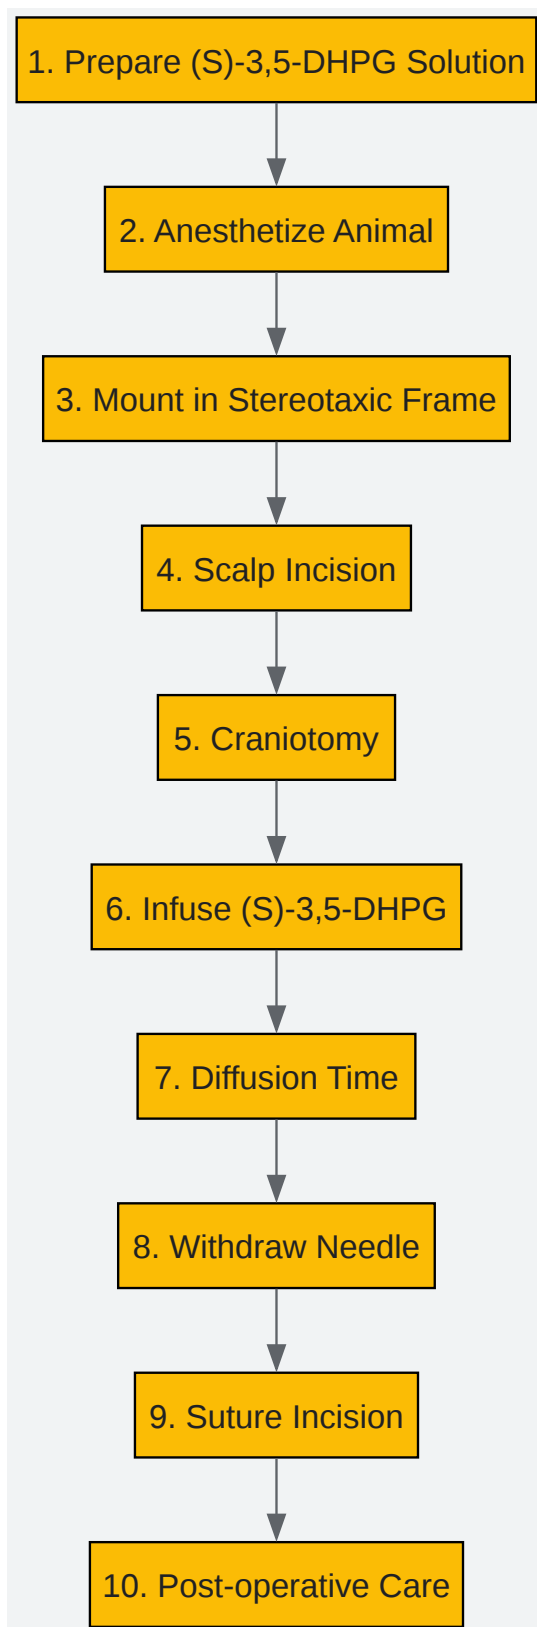 1. Prepare (S)-3,5-DHPG Solution
2. Anesthetize Animal
3. Mount in Stereotaxic Frame
4. Scalp Incision
5. Craniotomy
6. Infuse (S)-3,5-DHPG
7. Diffusion Time
8. Withdraw Needle
9. Suture Incision
10. Post-operative Care